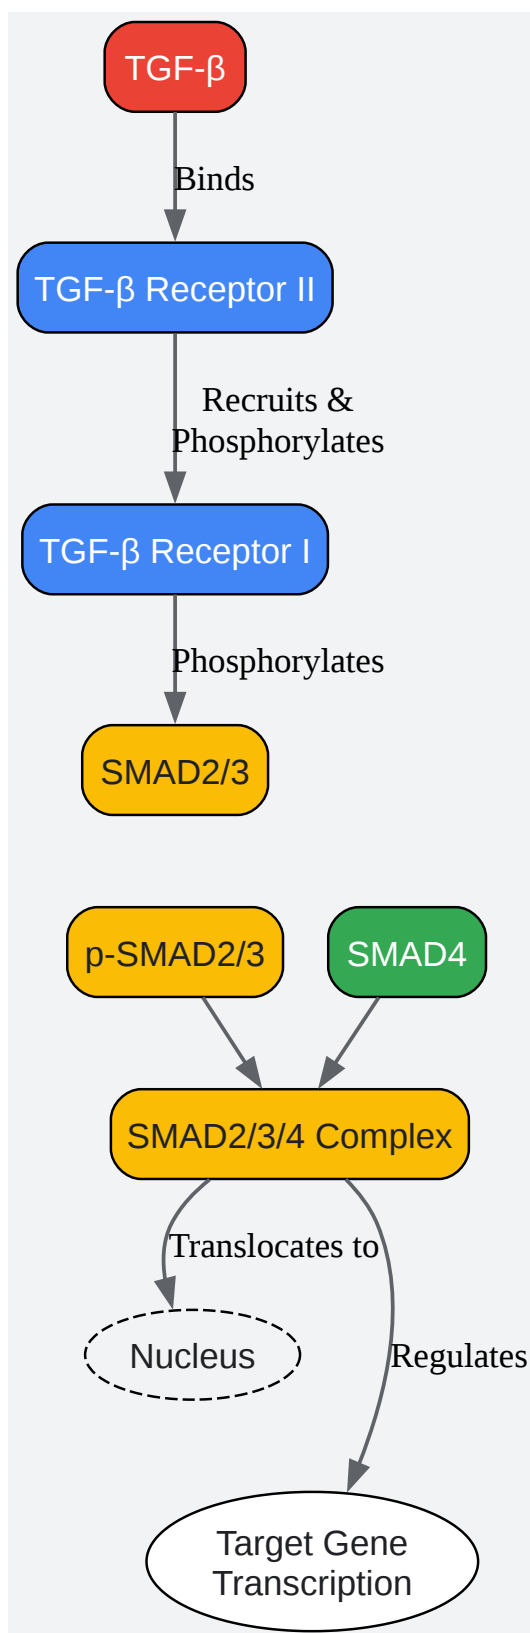 TGF-β
Binds
TGF-β Receptor II
Recruits &
Phosphorylates
TGF-β Receptor I
Phosphorylates
SMAD2/3
p-SMAD2/3
SMAD4
SMAD2/3/4 Complex
Translocates to
Nucleus
Regulates
Target Gene
Transcription